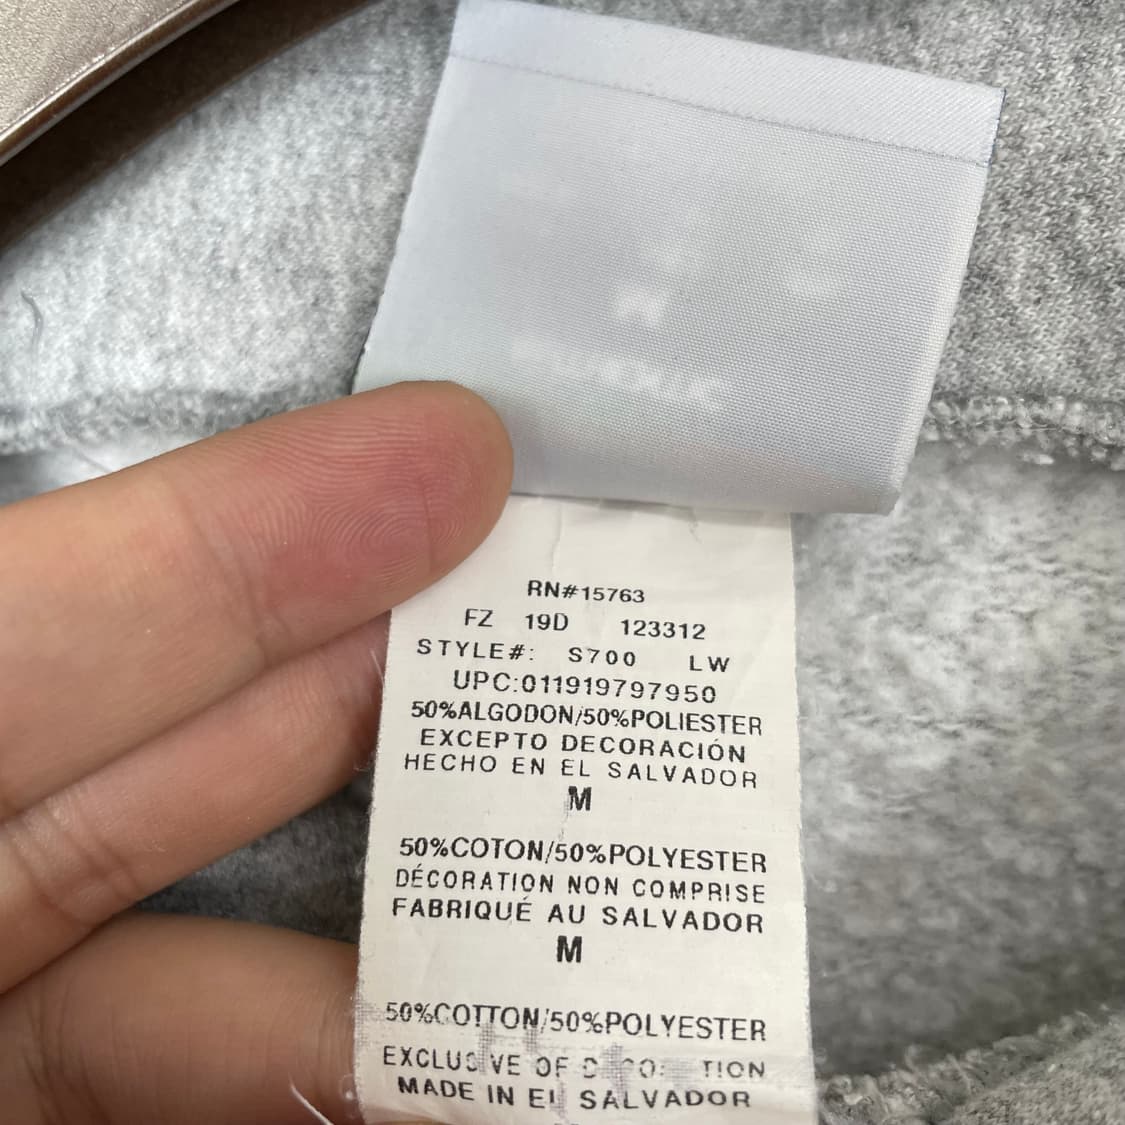 RN#15763
FZ 19D 123312
STYLE#: S700 LW
UPC:011919797950
50%ALGODON/50%POLIESTER
EXCEPTO DECORACIÓN
HECHO EN EL SALVADOR
M
50%COTON/50%POLYESTER
DÉCORATION NON COMPRISE
FABRIQUÉ AU SALVADOR
M
50%COTTON/50%POLYESTER
EXCLUSIVE OF
MADE IN EL SALVADOR